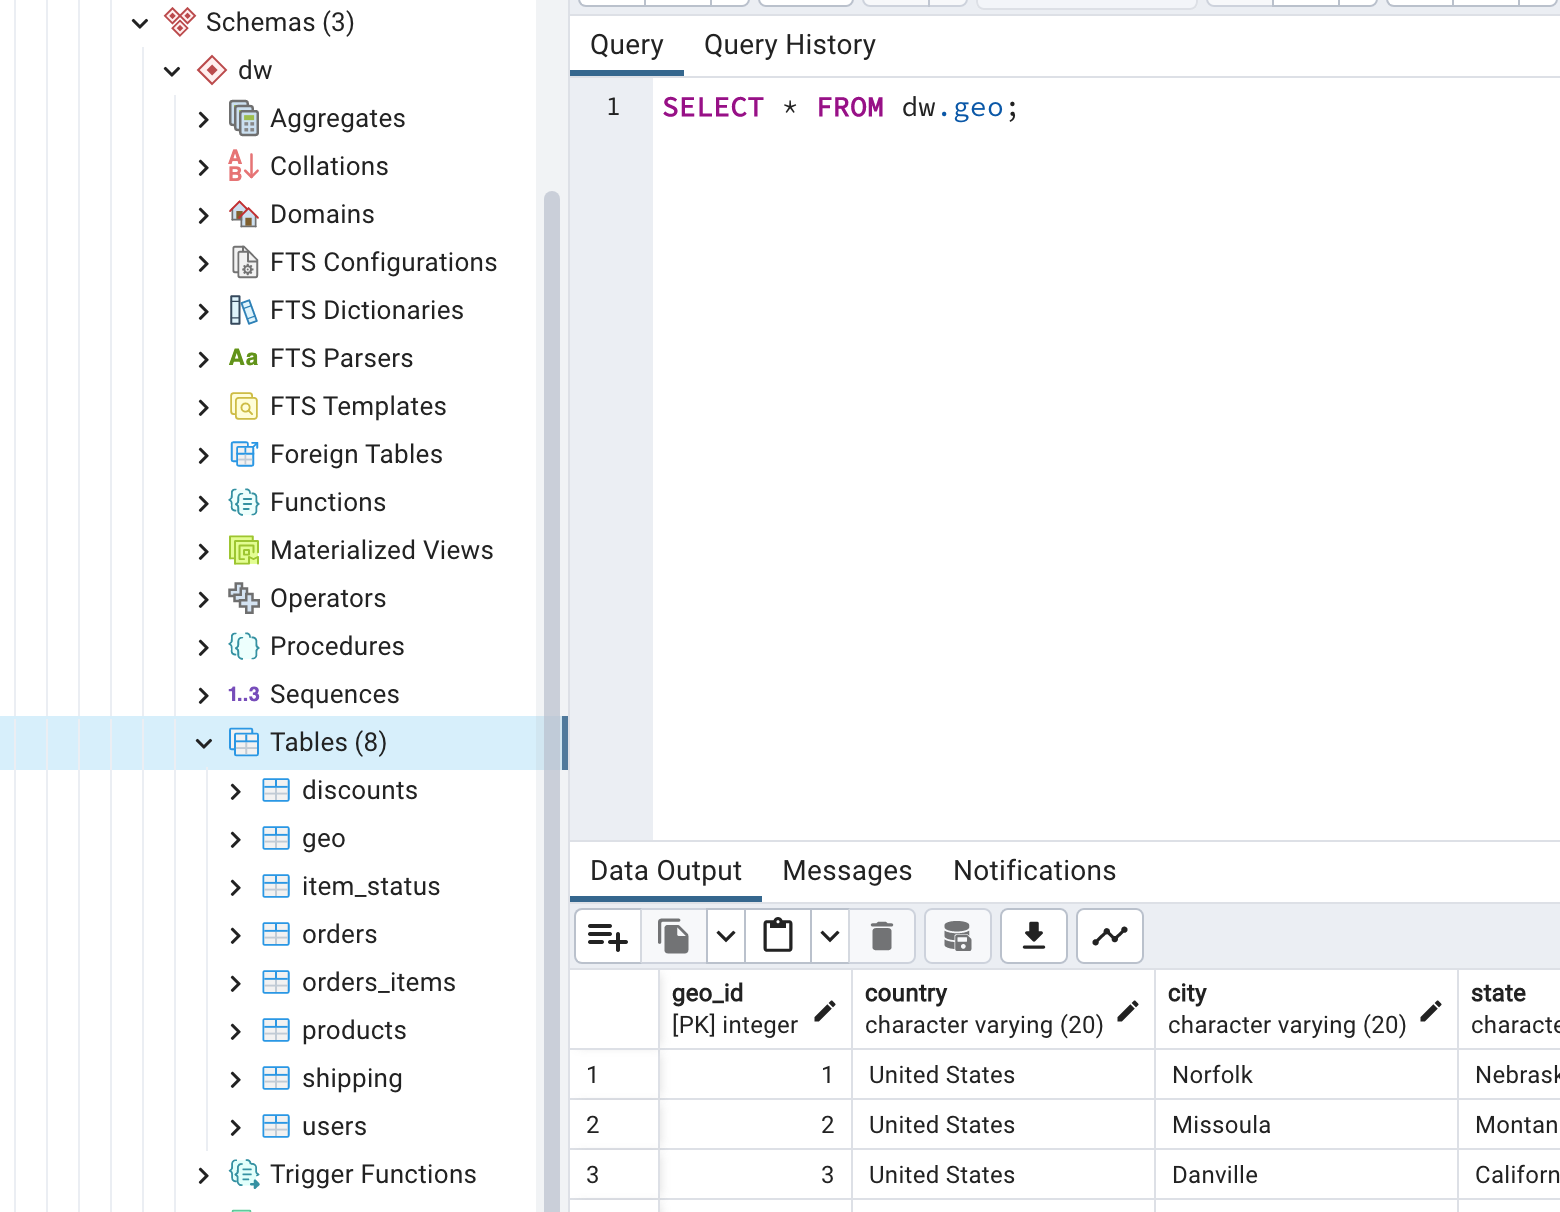 Schemas (3)
dw
Aggregates
Collations
Domains
FTS Configurations
FTS Dictionaries
Aa FTS Parsers
FTS Templates
Foreign Tables
Functions
Materialized Views
Operators
Procedures
1..3 Sequences
Tables (8)
discounts
geo
item_status
orders
orders_items
products
shipping
users
Trigger Functions
Query Query History
1 SELECT * FROM dw.geo;
Data Output Messages Notifications
geo_id country city state
[PK] integer character varying (20) character varying (20) characte
1 1 United States Norfolk Nebrask
2 2 United States Missoula Montan
3 3 United States Danville Californ